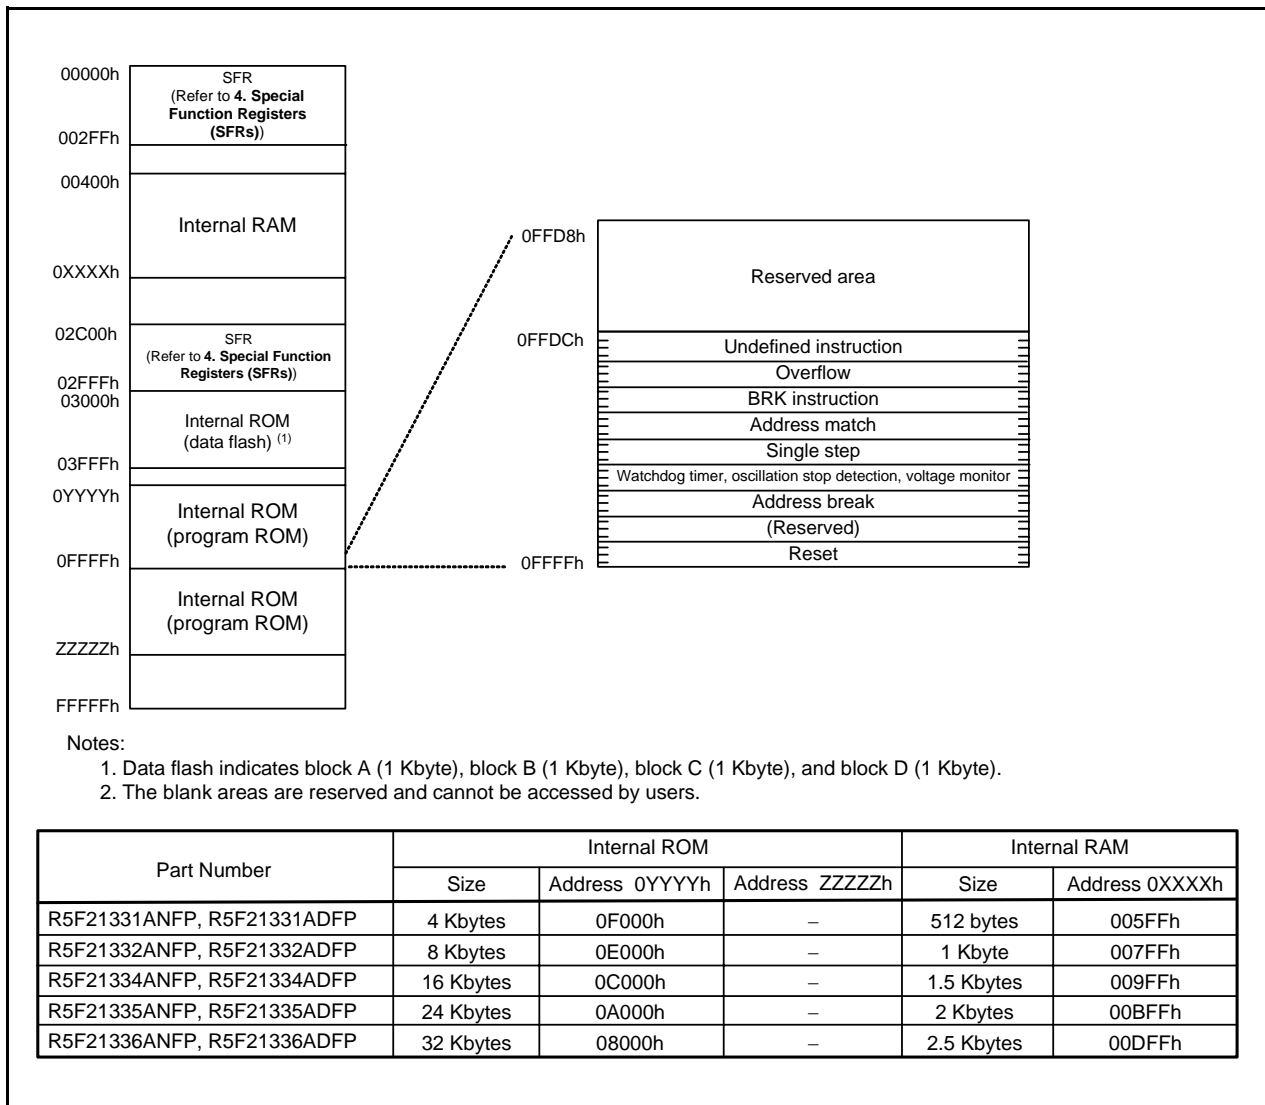 00000h
SFR
(Refer to 4. Special
Function Registers
(SFRs))
002FFh
00400h
Internal RAM
0XXXXh
02C00h
SFR
(Refer to 4. Special Function
Registers (SFRs))
02FFFh
03000h
Internal ROM
(data flash) (1)
03FFFh
0YYYYh
Internal ROM
(program ROM)
0FFFFh
Internal ROM
(program ROM)
ZZZZZh
FFFFFh
0FFD8h
Reserved area
0FFDCh
Undefined instruction
Overflow
BRK instruction
Address match
Single step
Watchdog timer, oscillation stop detection, voltage monitor
Address break
(Reserved)
Reset
0FFFFh
Notes:
1. Data flash indicates block A (1 Kbyte), block B (1 Kbyte), block C (1 Kbyte), and block D (1 Kbyte).
2. The blank areas are reserved and cannot be accessed by users.
Part Number Internal ROM Internal RAM
Size Address 0YYYYh Address ZZZZZh Size Address 0XXXXh
R5F21331ANFP, R5F21331ADFP 4 Kbytes 0F000h – 512 bytes 005FFh
R5F21332ANFP, R5F21332ADFP 8 Kbytes 0E000h – 1 Kbyte 007FFh
R5F21334ANFP, R5F21334ADFP 16 Kbytes 0C000h – 1.5 Kbytes 009FFh
R5F21335ANFP, R5F21335ADFP 24 Kbytes 0A000h – 2 Kbytes 00BFFh
R5F21336ANFP, R5F21336ADFP 32 Kbytes 08000h – 2.5 Kbytes 00DFFh